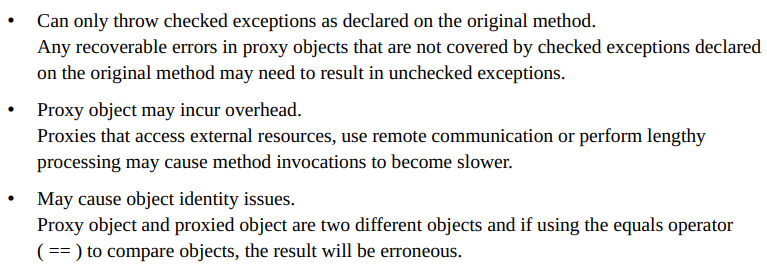 • Can only throw checked exceptions as declared on the original method.
Any recoverable errors in proxy objects that are not covered by checked exceptions declared
on the original method may need to result in unchecked exceptions.
• Proxy object may incur overhead.
Proxies that access external resources, use remote communication or perform lengthy
processing may cause method invocations to become slower.
• May cause object identity issues.
Proxy object and proxied object are two different objects and if using the equals operator
( == ) to compare objects, the result will be erroneous.